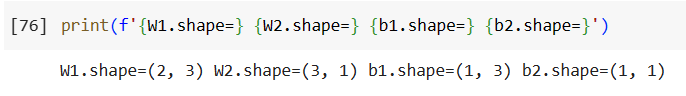 [76] print(f'{W1.shape=} {W2.shape=} {b1.shape=} {b2.shape=}')
W1.shape=(2, 3) W2.shape=(3, 1) b1.shape=(1, 3) b2.shape=(1, 1)